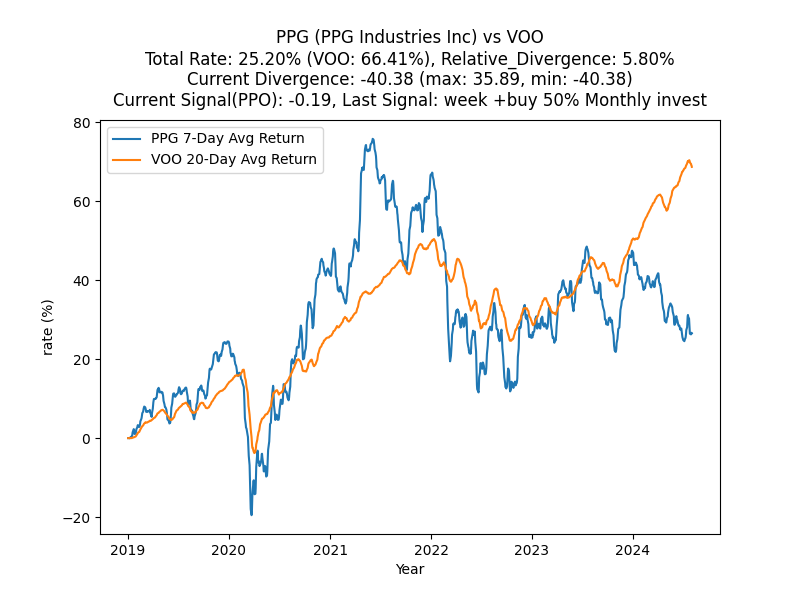 PPG (PPG Industries Inc) vs VOO
Total Rate: 25.20% (VOO: 66.41%), Relative_Divergence: 5.80%
Current Divergence: -40.38 (max: 35.89, min: -40.38)
Current Signal(PPO): -0.19, Last Signal: week +buy 50% Monthly invest
PPG 7-Day Avg Return
VOO 20-Day Avg Return
rate (%)
80
60
40
20
0
−20
2019 2020 2021 2022 2023 2024
Year